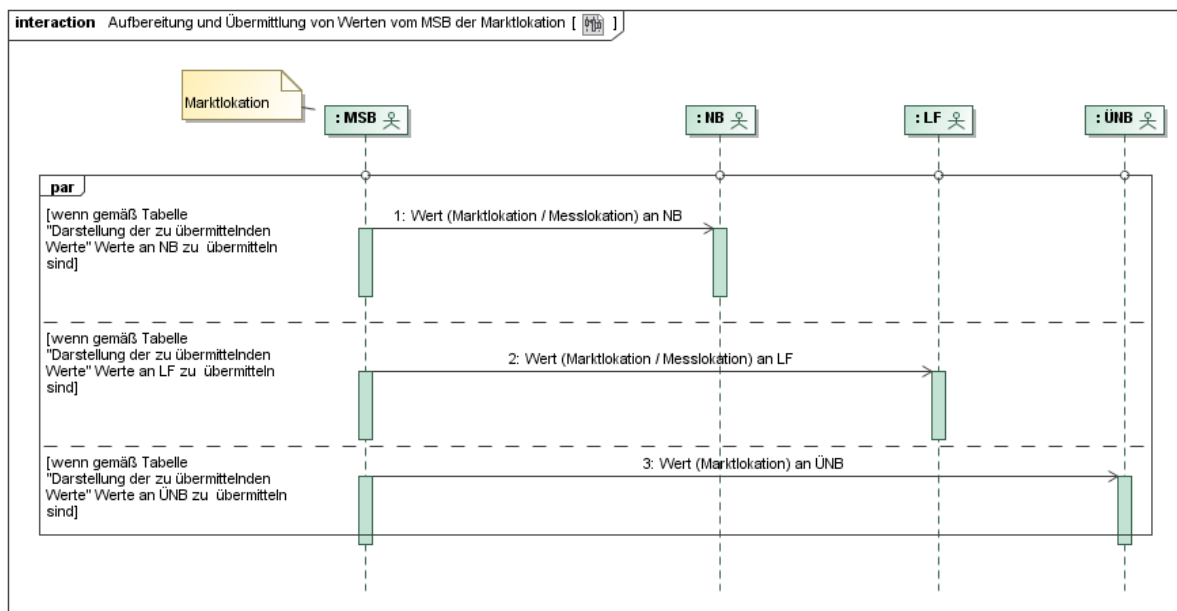 interaction Aufbereitung und Übermittlung von Werten vom MSB der Marktlokation [ ]
Marktlokation
: MSB
: NB
: LF
: ÜNB
par
[wenn gemäß Tabelle
"Darstellung der zu übermittelnden
Werte" Werte an NB zu übermitteln
sind]
1: Wert (Marktlokation / Messlokation) an NB
[wenn gemäß Tabelle
"Darstellung der zu übermittelnden
Werte" Werte an LF zu übermitteln
sind]
2: Wert (Marktlokation / Messlokation) an LF
[wenn gemäß Tabelle
"Darstellung der zu übermittelnden
Werte" Werte an ÜNB zu übermitteln
sind]
3: Wert (Marktlokation) an ÜNB